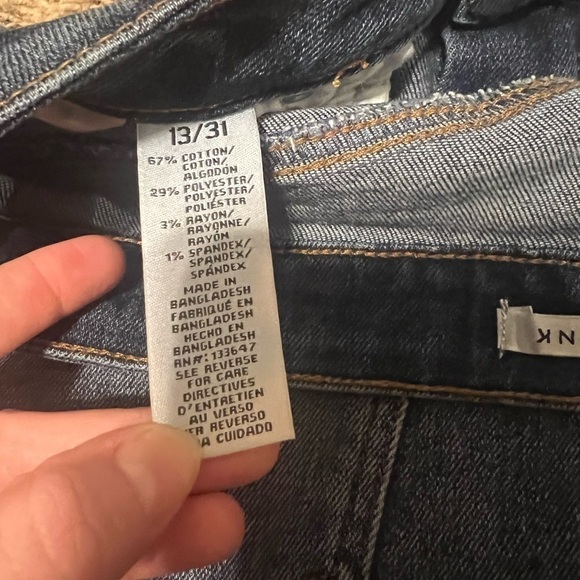 13/31
67% COTTON/
COTON/
ALGODON
29% POLYESTER/
POLYESTER/
POLIÉSTER
3% RAYON/
RAYONNE/
RAYÓN
1% SPANDEX/
SPANDEX/
SPANDEX
MADE IN
BANGLADESH
FABRIQUÉ EN
BANGLADESH
HECHO EN
BANGLADESH
RN#: 133647
SEE REVERSE
FOR CARE
DIRECTIVES
D'ENTRETIEN
AU VERSO
REVERSO
CUIDADO
NK